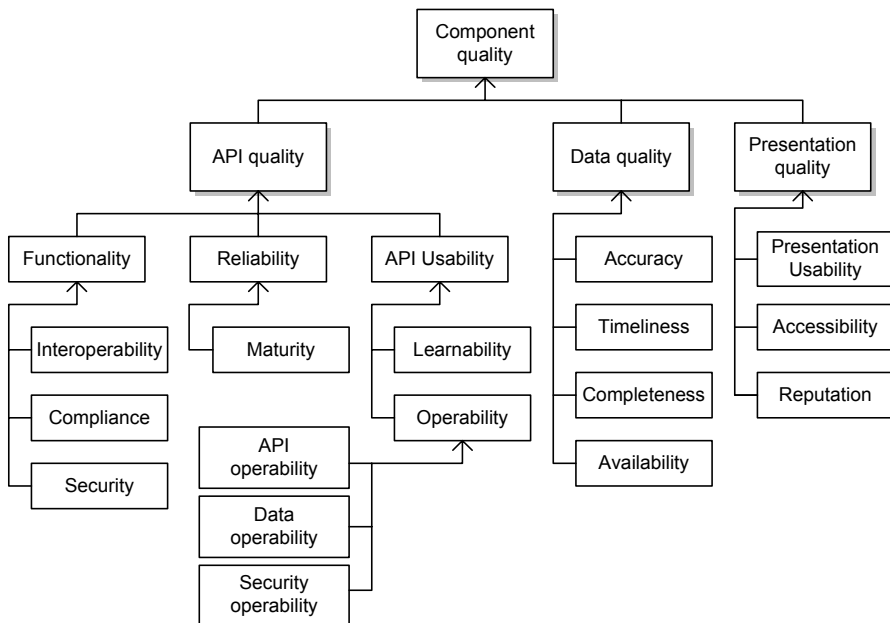 Component
quality
API quality
Data quality
Presentation
quality
Functionality
Reliability
API Usability
Accuracy
Presentation
Usability
Interoperability
Maturity
Learnability
Timeliness
Accessibility
Compliance
Operability
Completeness
Reputation
Security
API
operability
Availability
Data
operability
Security
operability